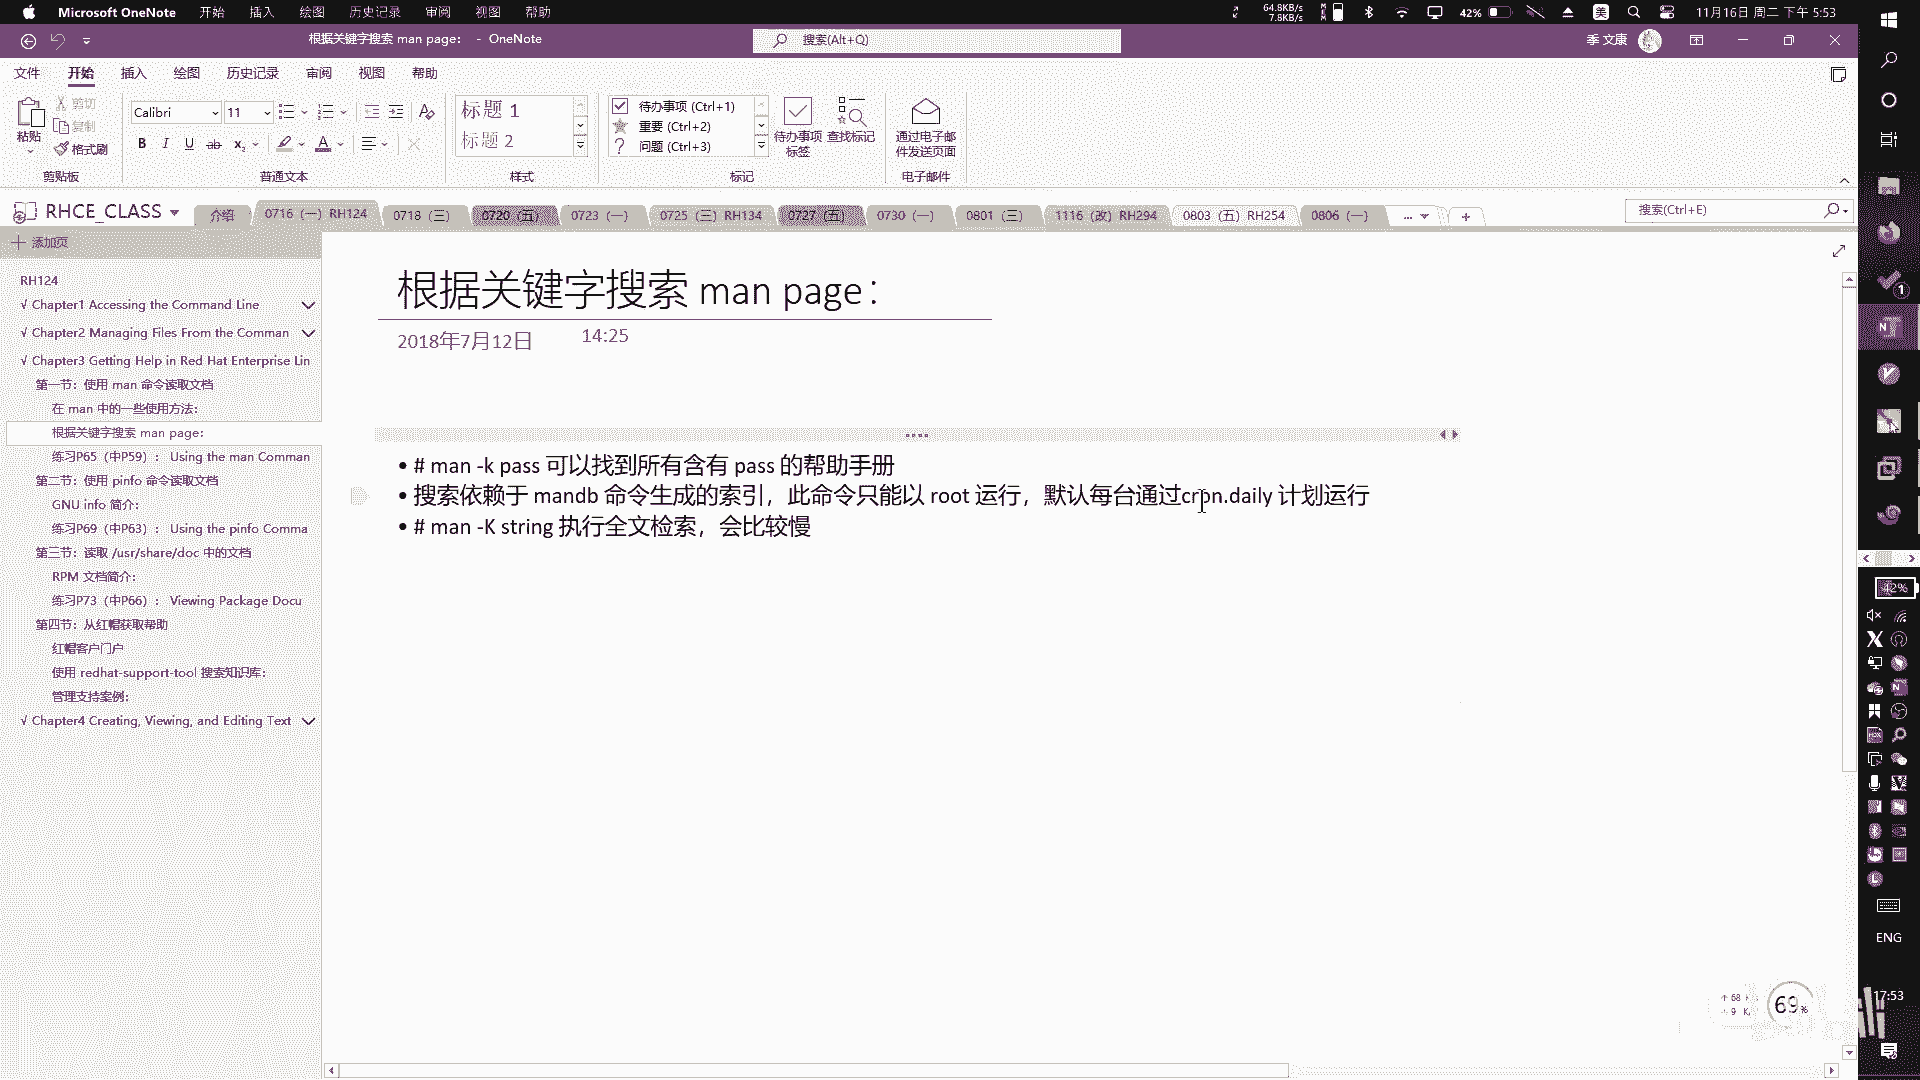 Microsoft OneNote 开始 插入 绘图 历史记录 审阅 视图 帮助 64.8KB/s 7.8KB/s 42% 美 11月16日 周二 下午 5:53
根据关键字搜索 man page： - OneNote 搜索(Alt+Q) 季 文康
文件 开始 插入 绘图 历史记录 审阅 视图 帮助
粘贴 剪切 复制 格式刷
剪贴板
Calibri 11
B I U ab x₂ A
普通文本
标题 1
标题 2
样式
待办事项 (Ctrl+1)
重要 (Ctrl+2)
问题 (Ctrl+3)
待办事项标签 查找标记
标记
通过电子邮件发送页面
电子邮件
RHCE_CLASS 介绍 0716（一）RH124 0718（三） 0720（五） 0723（一） 0725（三）RH134 0727（五） 0730（一） 0801（三） 1116（改）RH294 0803（五）RH254 0806（一） ... + 搜索(Ctrl+E)
添加页
RH124
√ Chapter1 Accessing the Command Line
√ Chapter2 Managing Files From the Comman
√ Chapter3 Getting Help in Red Hat Enterprise Lin
第一节：使用 man 命令读取文档
在 man 中的一些使用方法：
根据关键字搜索 man page：
练习P65（中P59）： Using the man Comman
第二节：使用 pinfo 命令读取文档
GNU info 简介：
练习P69（中P63）： Using the pinfo Comma
第三节：读取 /usr/share/doc 中的文档
RPM 文档简介：
练习P73（中P66）： Viewing Package Docu
第四节：从红帽获取帮助
红帽客户门户
使用 redhat-support-tool 搜索知识库：
管理支持案例：
√ Chapter4 Creating, Viewing, and Editing Text
根据关键字搜索 man page：
2018年7月12日 14:25
• # man -k pass 可以找到所有含有 pass 的帮助手册
• 搜索依赖于 mandb 命令生成的索引，此命令只能以 root 运行，默认每台通过cron.daily 计划运行
• # man -K string 执行全文检索，会比较慢
1
42%
ENG
17:53
69%